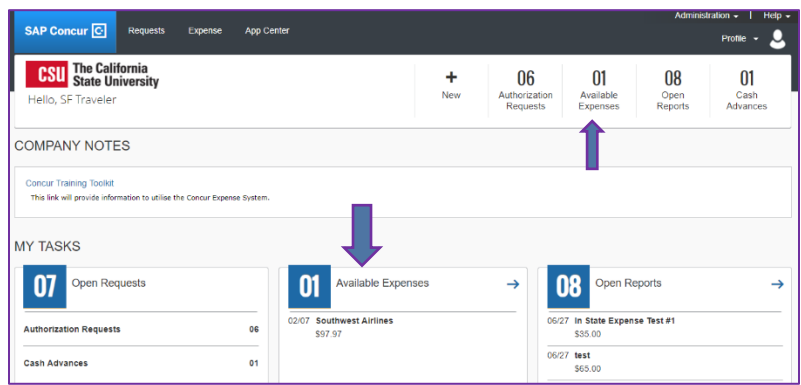 Administration | Help
SAP Concur C Requests Expense App Center
Profile
CSU The California State University
Hello, SF Traveler
+ New
06 Authorization Requests
01 Available Expenses
08 Open Reports
01 Cash Advances
COMPANY NOTES
Concur Training Toolkit
This link will provide information to utilise the Concur Expense System.
MY TASKS
07 Open Requests
Authorization Requests 06
Cash Advances 01
01 Available Expenses →
02/07 Southwest Airlines
$97.97
08 Open Reports →
06/27 In State Expense Test #1
$35.00
06/27 test
$65.00